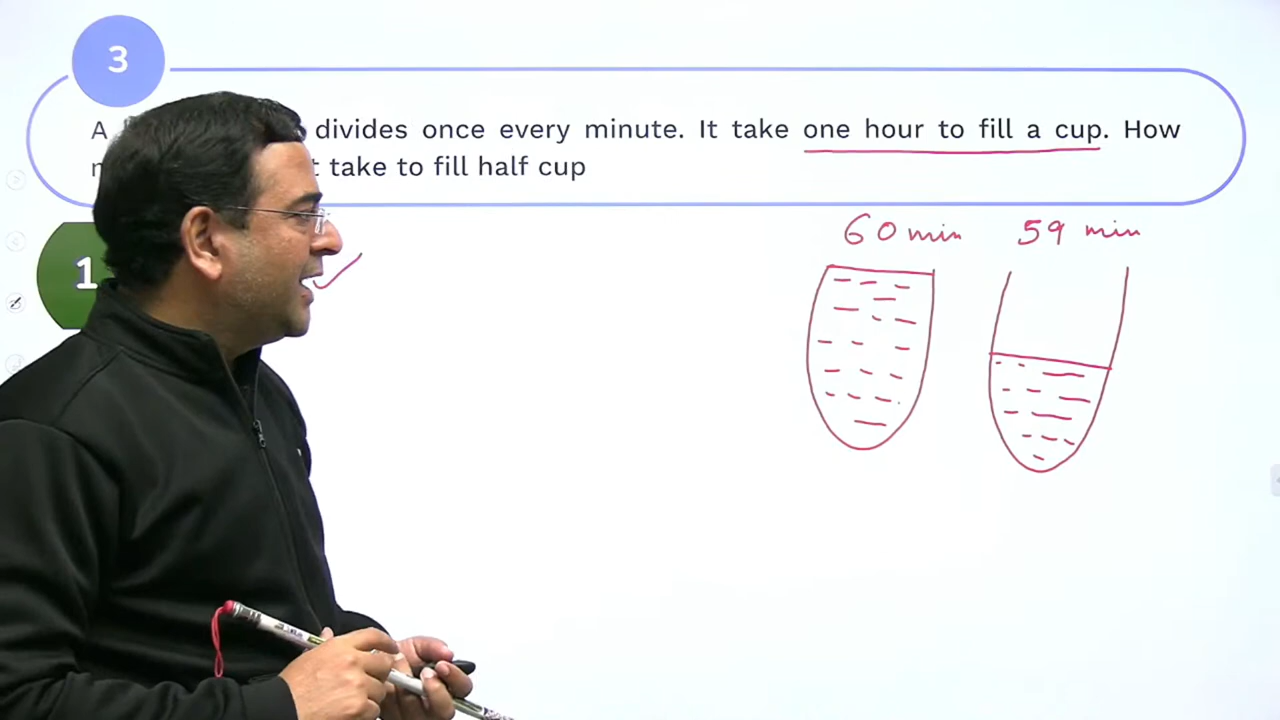 3
A divides once every minute. It take one hour to fill a cup. How
take to fill half cup
60 min 59 min
1